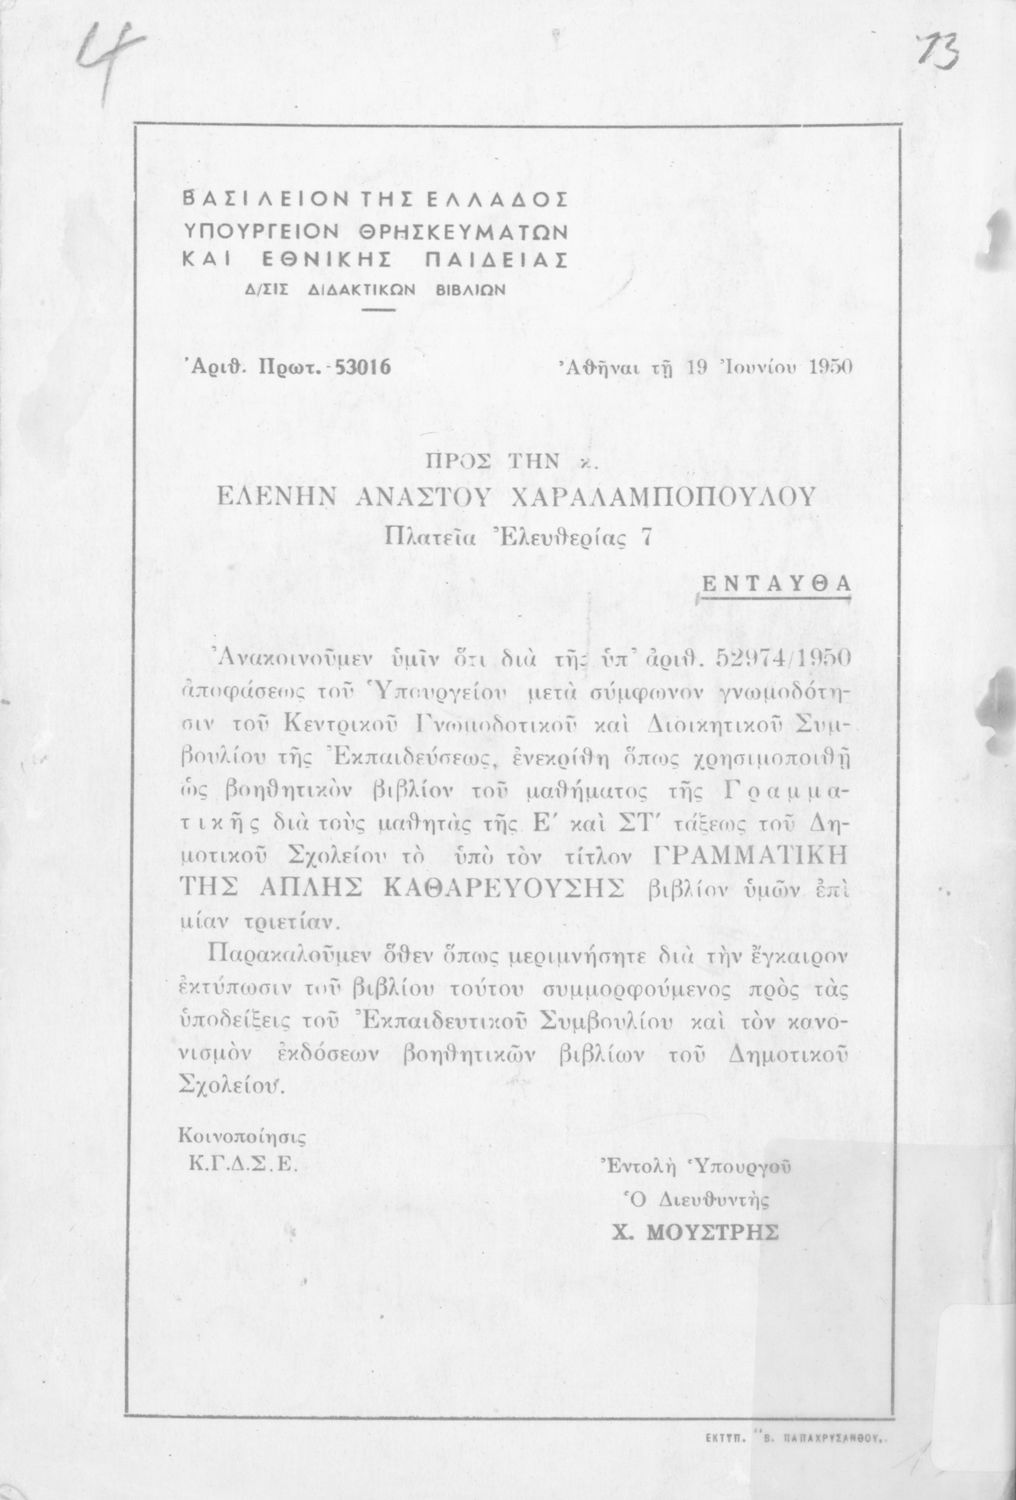 4
13
ΒΑΣΙΛΕΙΟΝ ΤΗΣ ΕΛΛΑΔΟΣ
ΥΠΟΥΡΓΕΙΟΝ ΘΡΗΣΚΕΥΜΑΤΩΝ
ΚΑΙ ΕΘΝΙΚΗΣ ΠΑΙΔΕΙΑΣ
Δ/ΣΙΣ ΔΙΔΑΚΤΙΚΩΝ ΒΙΒΛΙΩΝ
Ἀριθ. Πρωτ. 53016
Ἀθῆναι τῇ 19 Ἰουνίου 1950
ΠΡΟΣ ΤΗΝ κ.
ΕΛΕΝΗΝ ΑΝΑΣΤΟΥ ΧΑΡΑΛΑΜΠΟΠΟΥΛΟΥ
Πλατεῖα Ἐλευθερίας 7
ΕΝΤΑΥΘΑ
Ἀνακοινοῦμεν ὑμῖν ὅτι διὰ τῆς ὑπ’ ἀριθ. 52974/1950
ἀποφάσεως τοῦ Ὑπουργείου μετὰ σύμφωνον γνωμοδότη-
σιν τοῦ Κεντρικοῦ Γνωμοδοτικοῦ καὶ Διοικητικοῦ Συμ-
βουλίου τῆς Ἐκπαιδεύσεως, ἐνεκρίθη ὅπως χρησιμοποιηθῇ
ὡς βοηθητικὸν βιβλίον τοῦ μαθήματος τῆς Γραμμα-
τικῆς διὰ τοὺς μαθητὰς τῆς Ε′ καὶ ΣΤ′ τάξεως τοῦ Δη-
μοτικοῦ Σχολείου τὸ ὑπὸ τὸν τίτλον ΓΡΑΜΜΑΤΙΚΗ
ΤΗΣ ΑΠΛΗΣ ΚΑΘΑΡΕΥΟΥΣΗΣ βιβλίον ὑμῶν ἐπὶ
μίαν τριετίαν.
Παρακαλοῦμεν ὅθεν ὅπως μεριμνήσητε διὰ τὴν ἔγκαιρον
ἐκτύπωσιν τοῦ βιβλίου τούτου συμμορφούμενος πρὸς τὰς
ὑποδείξεις τοῦ Ἐκπαιδευτικοῦ Συμβουλίου καὶ τὸν κανο-
νισμὸν ἐκδόσεων βοηθητικῶν βιβλίων τοῦ Δημοτικοῦ
Σχολείου.
Κοινοποίησις
Κ.Γ.Δ.Σ.Ε.
Ἐντολῇ Ὑπουργοῦ
Ὁ Διευθυντὴς
Χ. ΜΟΥΣΤΡΗΣ
ΕΚΤΥΠ. "Β. ΠΑΠΑΧΡΥΣΑΝΘΟΥ,,